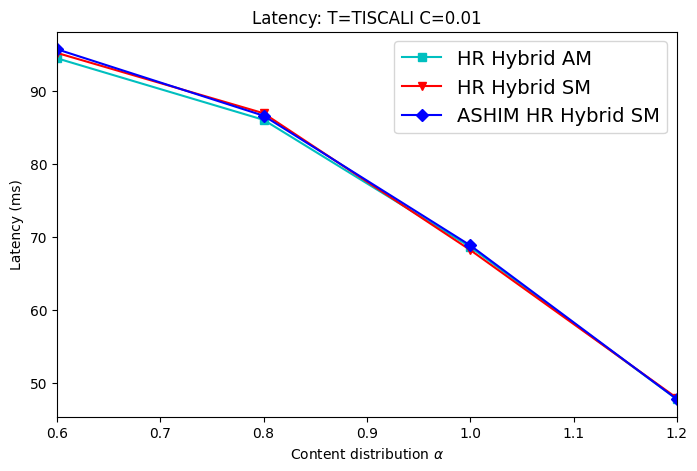 Latency: T=TISCALI C=0.01
HR Hybrid AM
HR Hybrid SM
ASHIM HR Hybrid SM
Latency (ms)
90
80
70
60
50
0.6 0.7 0.8 0.9 1.0 1.1 1.2
Content distribution α